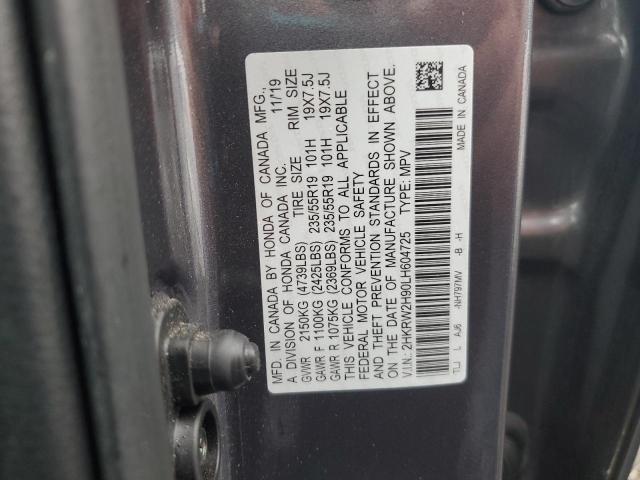 MFD. IN CANADA BY HONDA OF CANADA MFG.,
A DIVISION OF HONDA CANADA INC. 11/19
GVWR 2150KG (4739LBS) TIRE SIZE RIM SIZE
GAWR F 1100KG (2425LBS) 235/55R19 101H 19X7.5J
GAWR R 1075KG (2369LBS) 235/55R19 101H 19X7.5J
THIS VEHICLE CONFORMS TO ALL APPLICABLE
FEDERAL MOTOR VEHICLE SAFETY
AND THEFT PREVENTION STANDARDS IN EFFECT
ON THE DATE OF MANUFACTURE SHOWN ABOVE.
V.I.N.: 2HKRW2H90LH604725 TYPE: MPV
TLJ L AJ6 -NH797MV -B -H
MADE IN CANADA